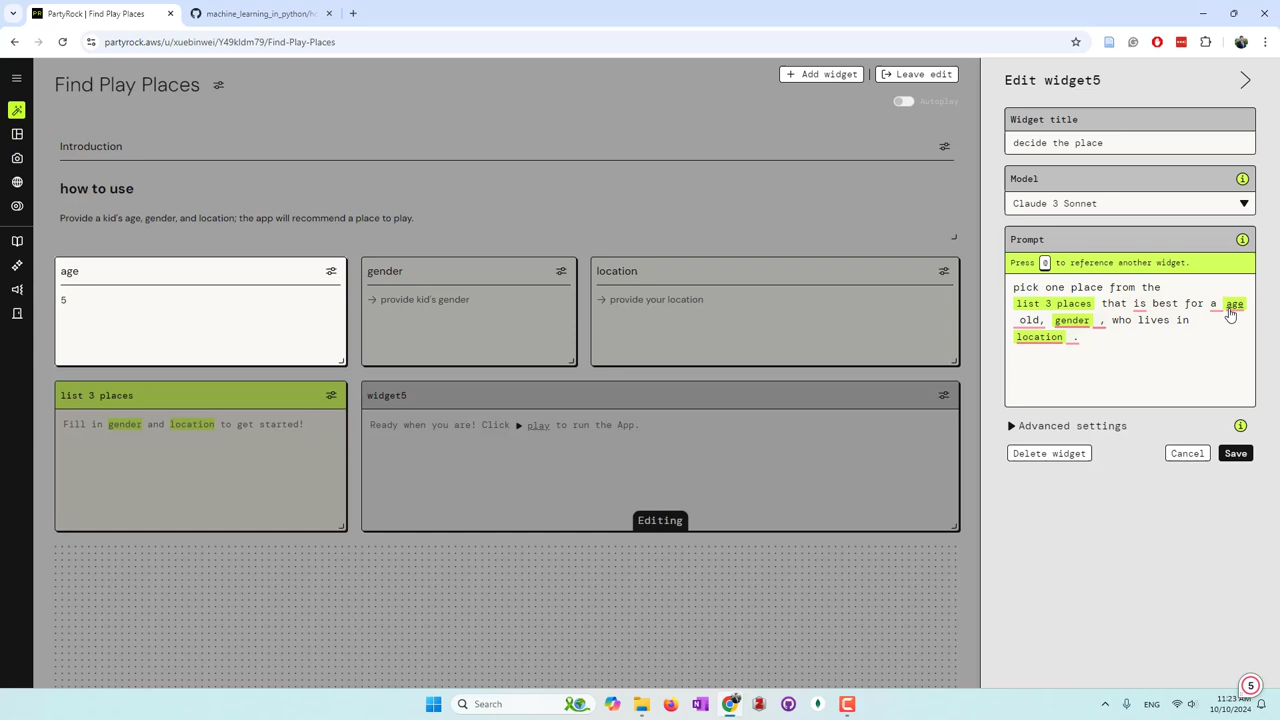 PartyRock | Find Play Places
machine_learning_in_python/ho
partyrock.aws/u/xuebinwei/Y49kldm79/Find-Play-Places
Find Play Places
Add widget
Leave edit
Autoplay
Introduction
how to use
Provide a kid's age, gender, and location; the app will recommend a place to play.
age
5
gender
provide kid's gender
location
provide your location
list 3 places
Fill in gender and location to get started!
widget5
Ready when you are! Click play to run the App.
Editing
Edit widget5
Widget title
decide the place
Model
Claude 3 Sonnet
Prompt
Press @ to reference another widget.
pick one place from the
list 3 places that is best for a age
old, gender , who lives in
location .
Advanced settings
Delete widget
Cancel
Save
5
Search
ENG
11:23 AM
10/10/2024